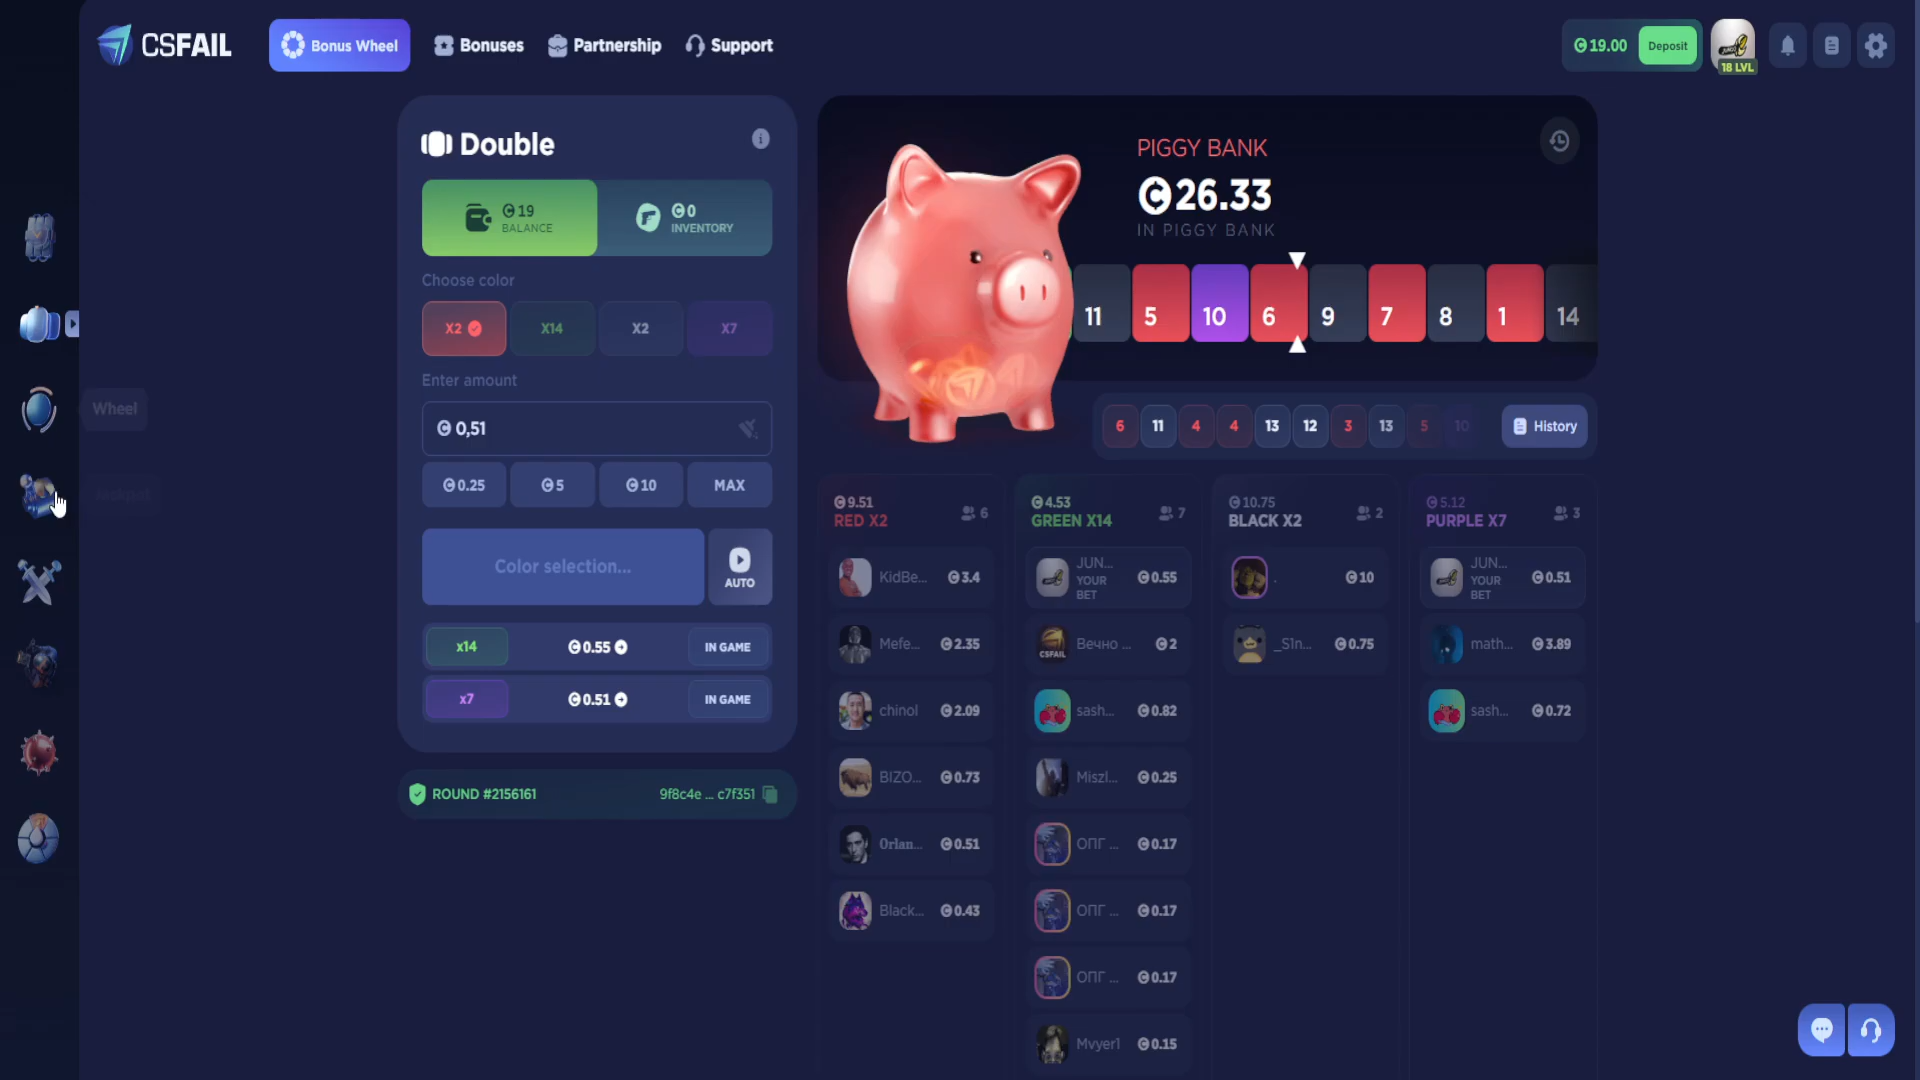 CSFAIL
Bonus Wheel
Bonuses
Partnership
Support
19.00
Deposit
18 LVL
Double
19
BALANCE
0
INVENTORY
Choose color
X2
X14
X2
X7
Enter amount
0,51
0.25
5
10
MAX
Color selection...
AUTO
x14
0.55
IN GAME
x7
0.51
IN GAME
ROUND #2156161
9f8c4e ... c7f351
Wheel
Jackpot
PIGGY BANK
26.33
IN PIGGY BANK
11 5 10 6 9 7 8 1 14
6 11 4 4 13 12 3 13 5 10
History
9.51
RED X2
6
KidBe... 3.4
Mefe... 2.35
chinol 2.09
BIZO... 0.73
Orlan... 0.51
Black... 0.43
4.53
GREEN X14
7
JUN...
YOUR
BET
0.55
CSFAIL
Вечно ... 2
sash... 0.82
Miszl... 0.25
ОПГ ... 0.17
ОПГ ... 0.17
ОПГ ... 0.17
Mvyer1 0.15
10.75
BLACK X2
2
. 10
_S1n... 0.75
5.12
PURPLE X7
3
JUN...
YOUR
BET
0.51
math... 3.89
sash... 0.72